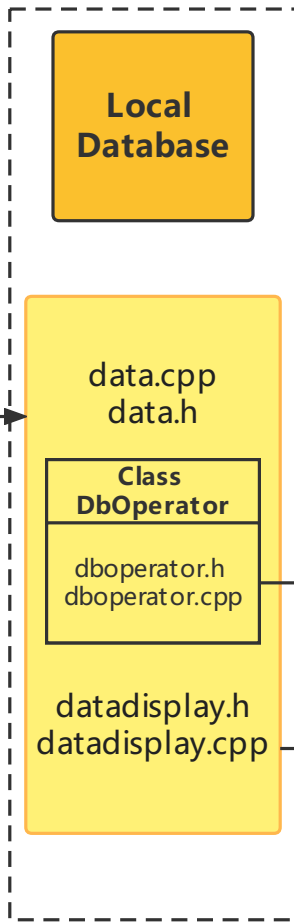 Local
Database
data.cpp
data.h
Class
DbOperator
dboperator.h
dboperator.cpp
datadisplay.h
datadisplay.cpp